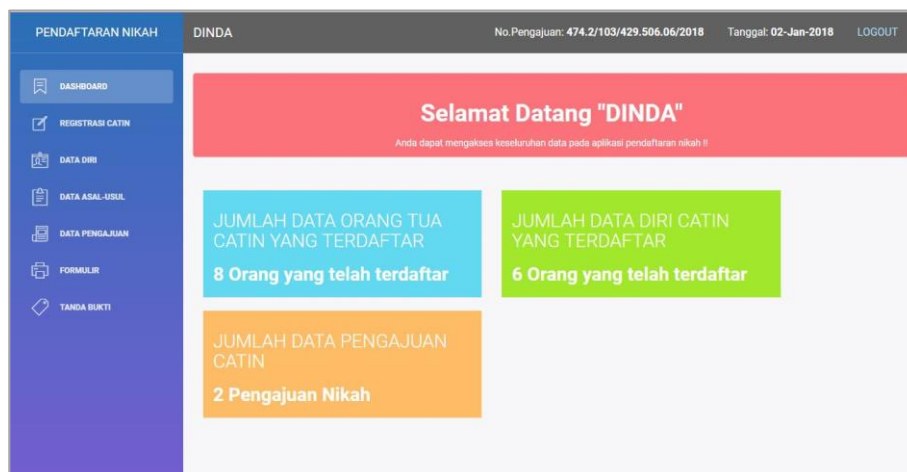 PENDAFTARAN NIKAH
DINDA
No.Pengajuan: 474.2/103/429.506.06/2018
Tanggal: 02-Jan-2018
LOGOUT
DASHBOARD
REGISTRASI CATIN
DATA DIRI
DATA ASAL-USUL
DATA PENGAJUAN
FORMULIR
TANDA BUKTI
Selamat Datang "DINDA"
Anda dapat mengakses keseluruhan data pada aplikasi pendaftaran nikah !!
JUMLAH DATA ORANG TUA
CATIN YANG TERDAFTAR
8 Orang yang telah terdaftar
JUMLAH DATA DIRI CATIN
YANG TERDAFTAR
6 Orang yang telah terdaftar
JUMLAH DATA PENGAJUAN
CATIN
2 Pengajuan Nikah